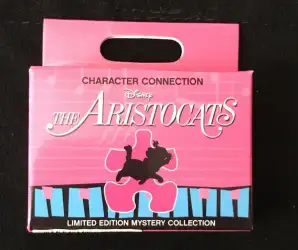 CHARACTER CONNECTION
Disney
THE ARISTOCATS
LIMITED EDITION MYSTERY COLLECTION